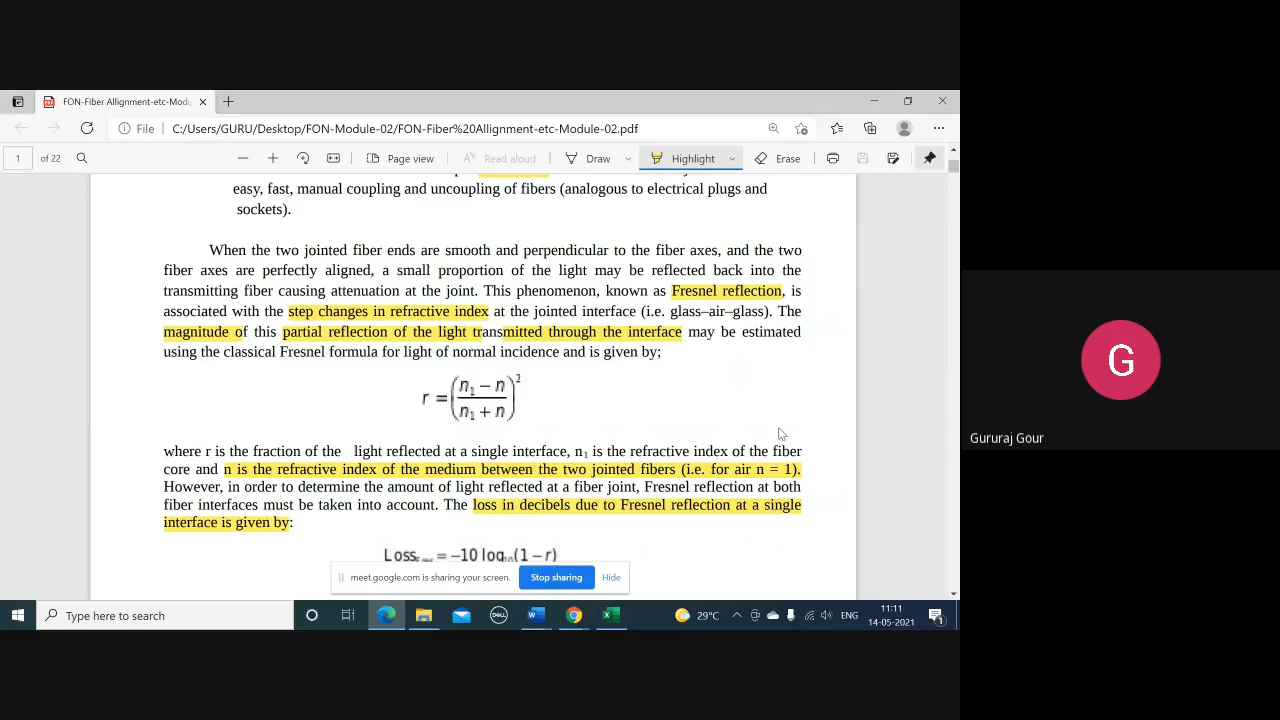 FON-Fiber Allignment-etc-Modu
File
C:/Users/GURU/Desktop/FON-Module-02/FON-Fiber%20Allignment-etc-Module-02.pdf
1 of 22
Page view
Read aloud
Draw
Highlight
Erase
easy, fast, manual coupling and uncoupling of fibers (analogous to electrical plugs and
sockets).
When the two jointed fiber ends are smooth and perpendicular to the fiber axes, and the two
fiber axes are perfectly aligned, a small proportion of the light may be reflected back into the
transmitting fiber causing attenuation at the joint. This phenomenon, known as Fresnel reflection, is
associated with the step changes in refractive index at the jointed interface (i.e. glass–air–glass). The
magnitude of this partial reflection of the light transmitted through the interface may be estimated
using the classical Fresnel formula for light of normal incidence and is given by;
r = (n₁ − n / n₁ + n)²
where r is the fraction of the light reflected at a single interface, n₁ is the refractive index of the fiber
core and n is the refractive index of the medium between the two jointed fibers (i.e. for air n = 1).
However, in order to determine the amount of light reflected at a fiber joint, Fresnel reflection at both
fiber interfaces must be taken into account. The loss in decibels due to Fresnel reflection at a single
interface is given by:
Loss = −10 log₁₀(1 − r)
meet.google.com is sharing your screen.
Stop sharing
Hide
Type here to search
DELL
29°C
ENG
11:11
14-05-2021
1
G
Gururaj Gour